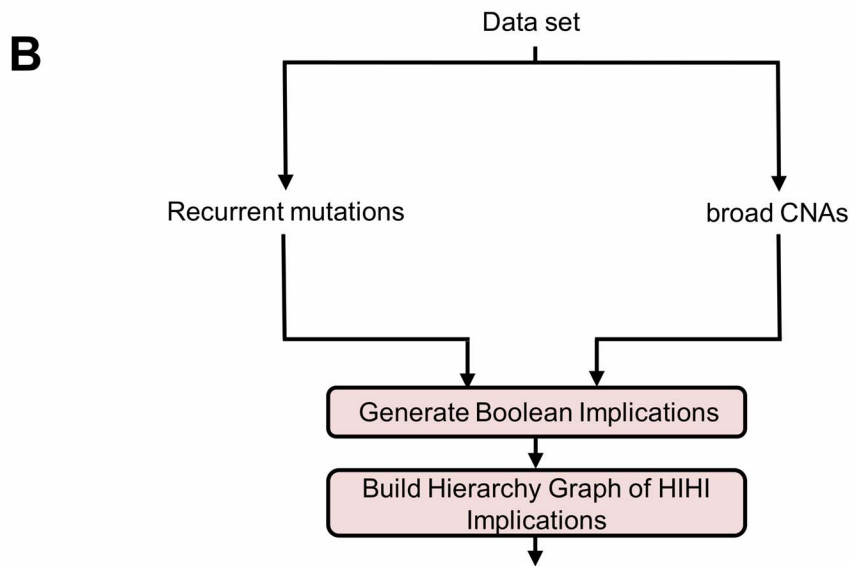 B
Data set
Recurrent mutations
broad CNAs
Generate Boolean Implications
Build Hierarchy Graph of HIHI
Implications